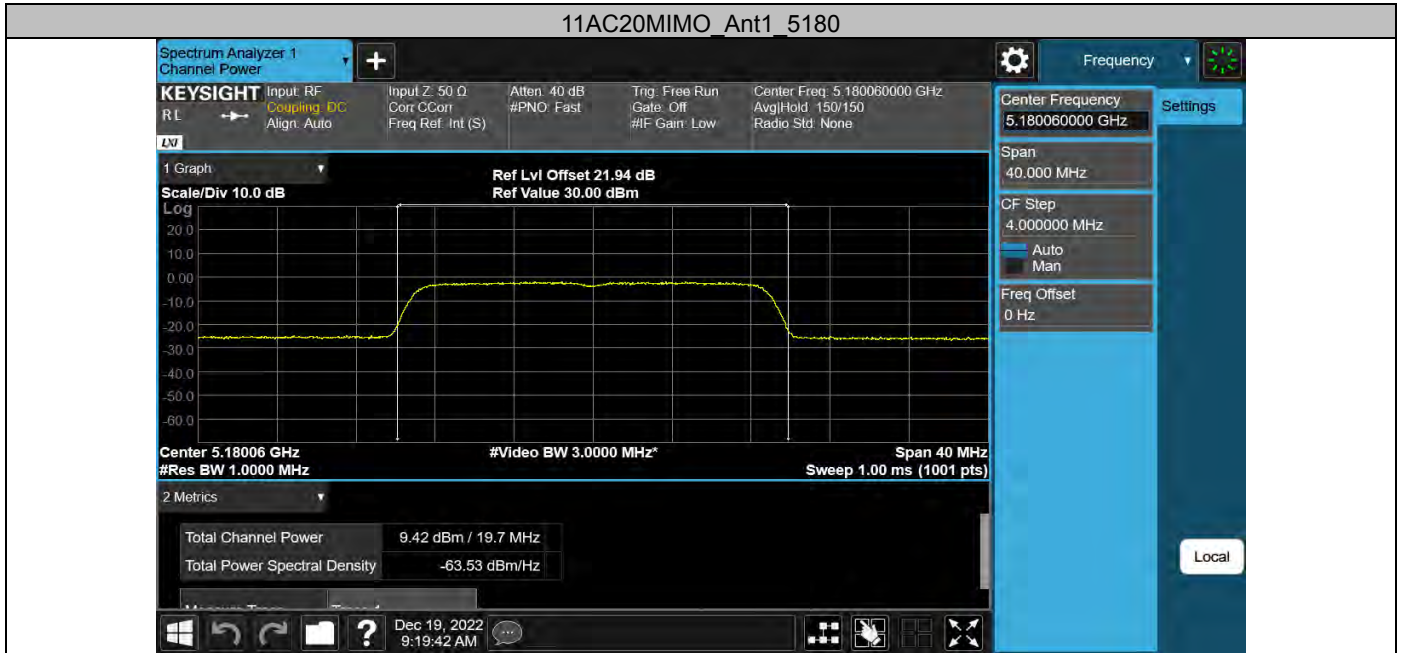 11AC20MIMO_Ant1_5180
Spectrum Analyzer 1
Channel Power
Frequency
KEYSIGHT
RL
LXI
Input: RF
Coupling: DC
Align: Auto
Input Z: 50 Ω
Corr CCorr
Freq Ref: Int (S)
Atten: 40 dB
#PNO: Fast
Trig: Free Run
Gate: Off
#IF Gain: Low
Center Freq: 5.180060000 GHz
Avg|Hold: 150/150
Radio Std: None
Center Frequency
5.180060000 GHz
Settings
Span
40.000 MHz
CF Step
4.000000 MHz
Auto
Man
Freq Offset
0 Hz
1 Graph
Scale/Div 10.0 dB
Ref Lvl Offset 21.94 dB
Ref Value 30.00 dBm
Log
20.0
10.0
0.00
-10.0
-20.0
-30.0
-40.0
-50.0
-60.0
Center 5.18006 GHz
#Video BW 3.0000 MHz*
Span 40 MHz
#Res BW 1.0000 MHz
Sweep 1.00 ms (1001 pts)
2 Metrics
Total Channel Power 9.42 dBm / 19.7 MHz
Total Power Spectral Density -63.53 dBm/Hz
Local
?
Dec 19, 2022
9:19:42 AM